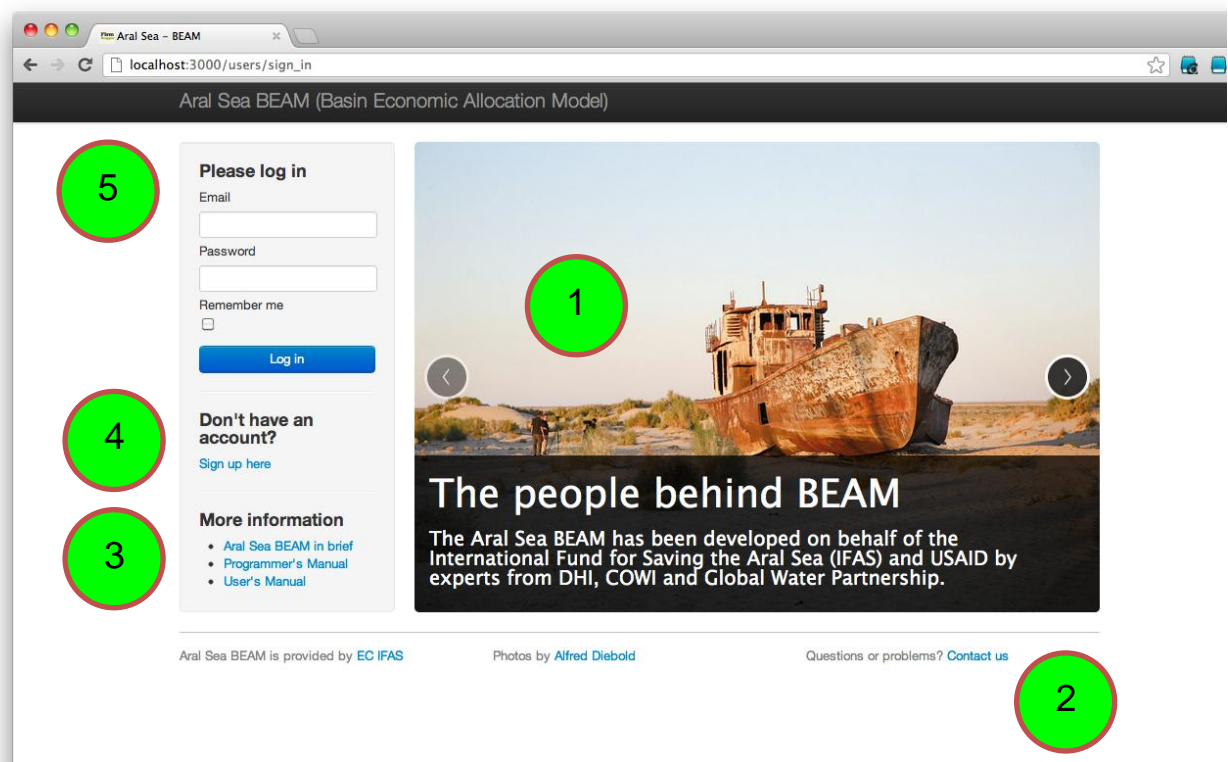 Aral Sea – BEAM
localhost:3000/users/sign_in
Aral Sea BEAM (Basin Economic Allocation Model)
5
Please log in
Email
Password
Remember me
Log in
4
Don't have an
account?
Sign up here
3
More information
Aral Sea BEAM in brief
Programmer's Manual
User's Manual
1
The people behind BEAM
The Aral Sea BEAM has been developed on behalf of the
International Fund for Saving the Aral Sea (IFAS) and USAID by
experts from DHI, COWI and Global Water Partnership.
Aral Sea BEAM is provided by EC IFAS
Photos by Alfred Diebold
Questions or problems? Contact us
2